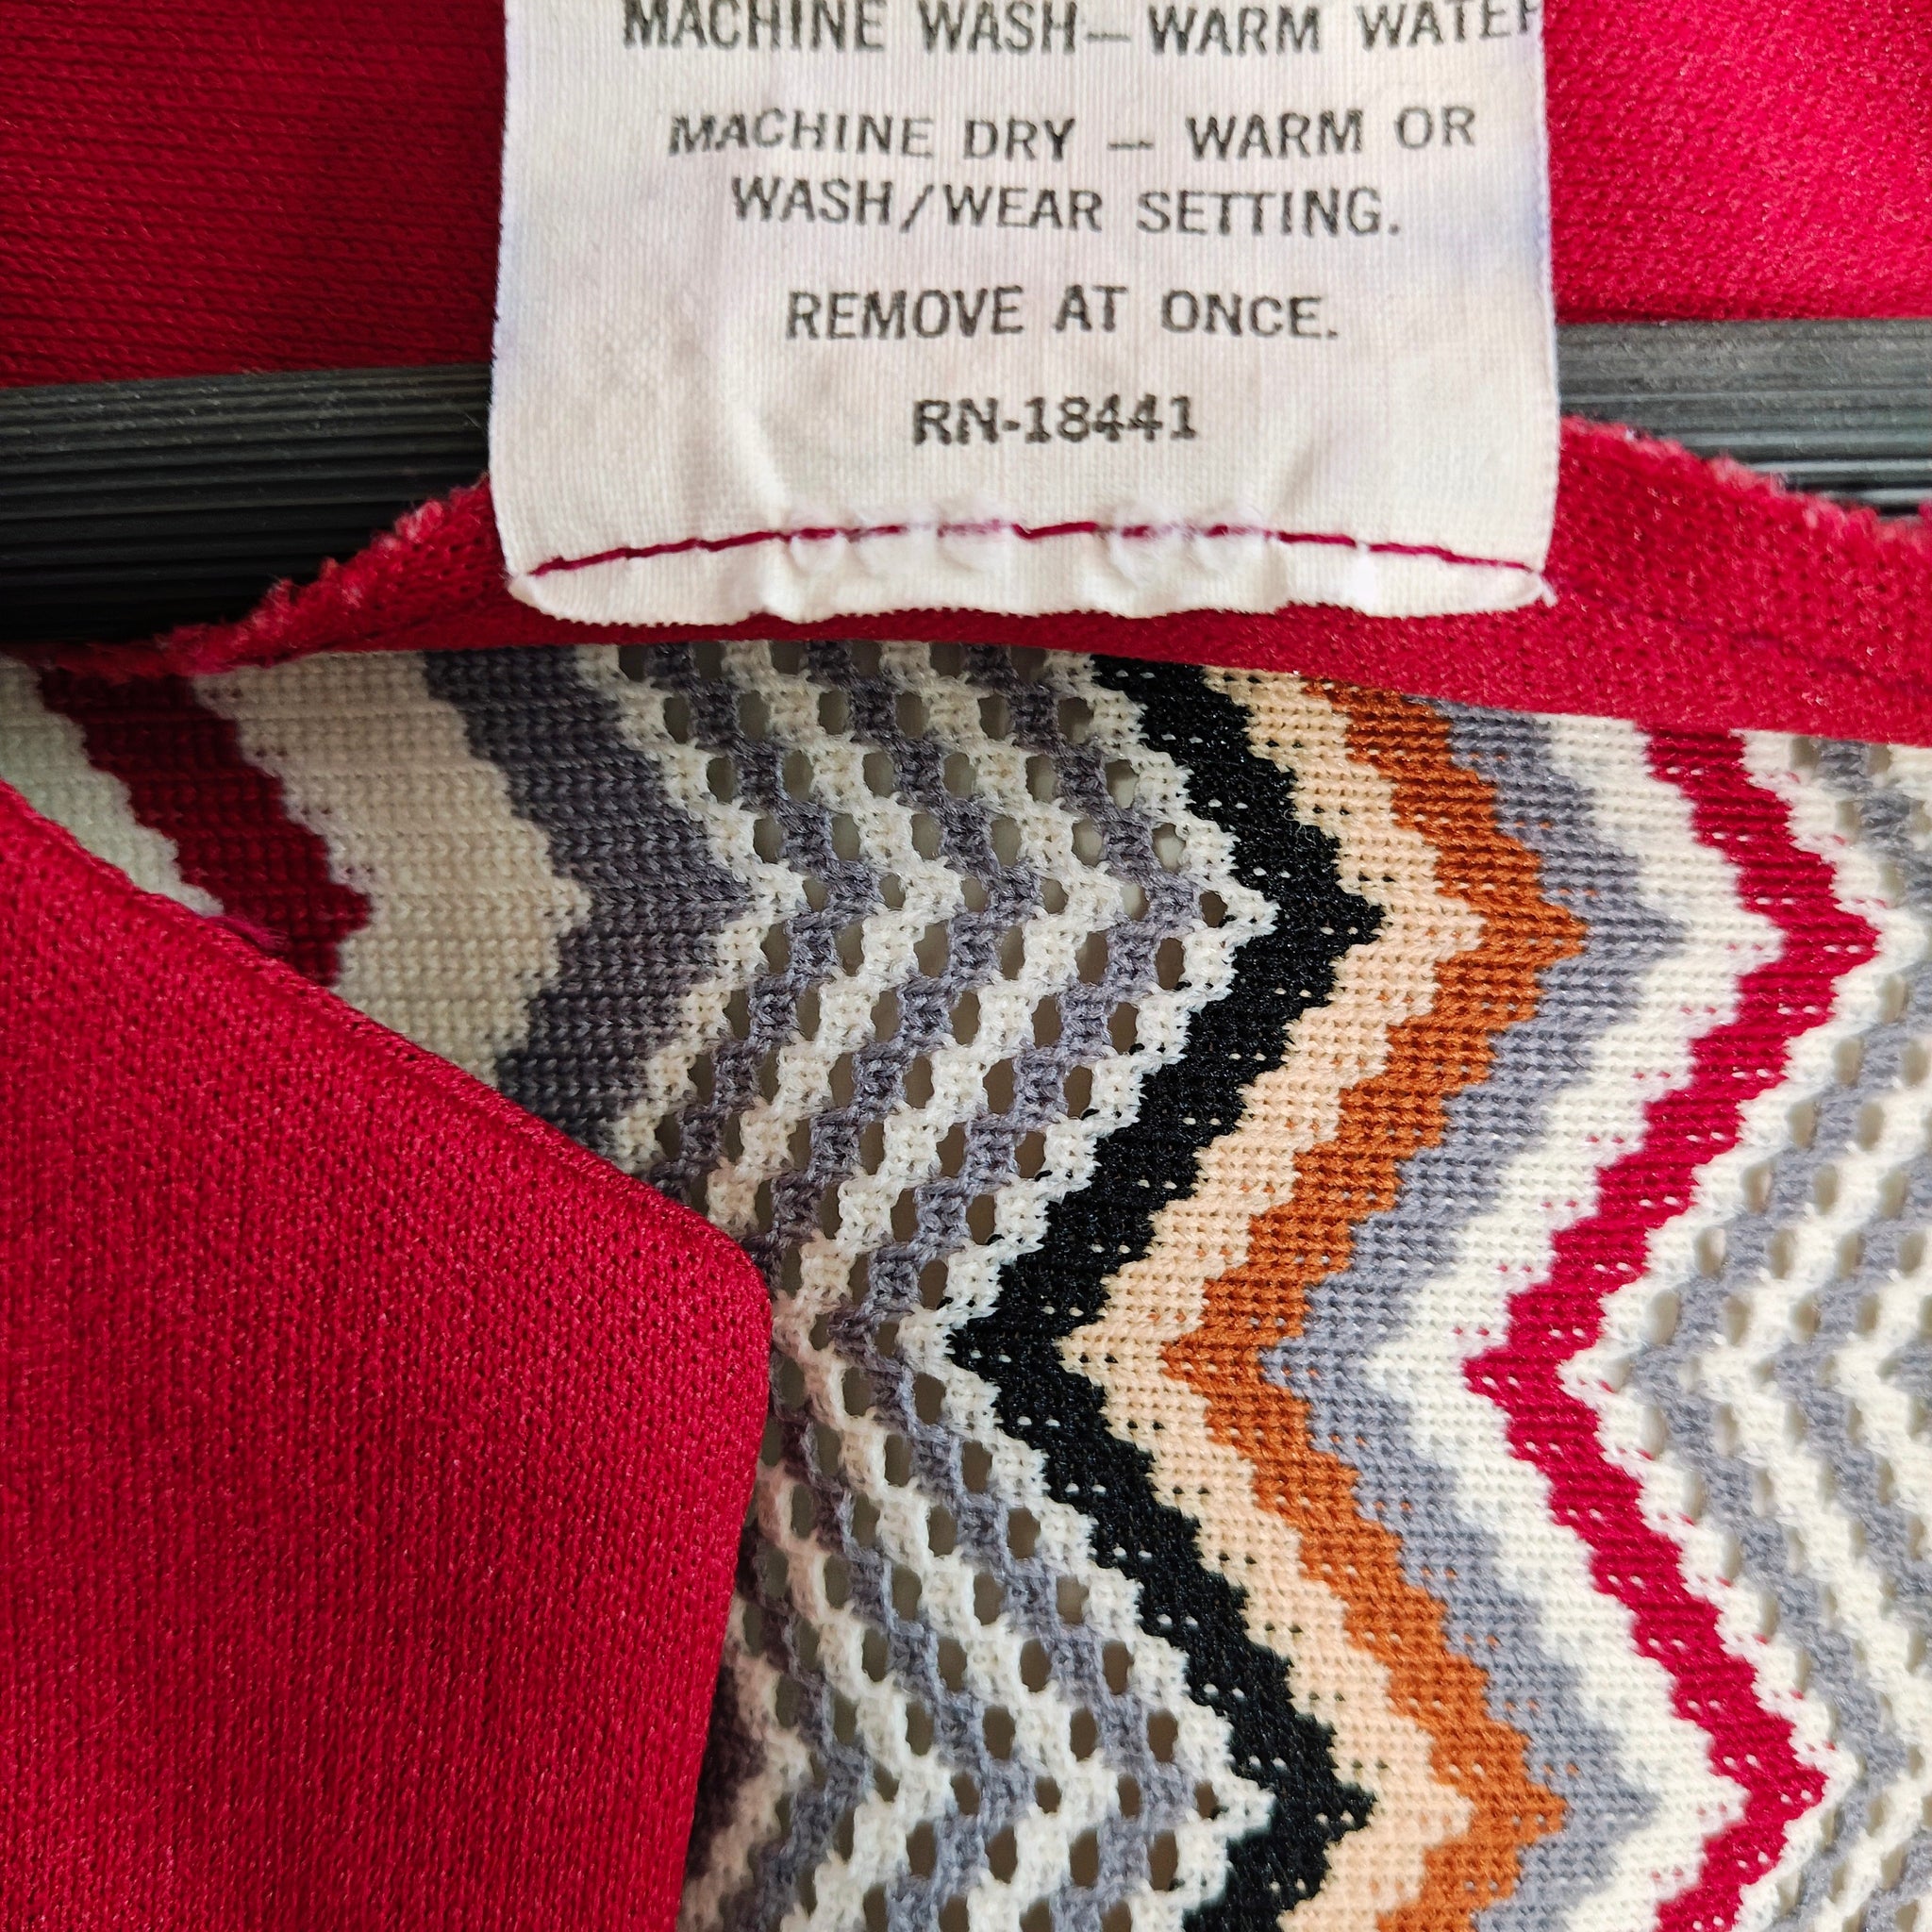 MACHINE WASH—WARM WATER
MACHINE DRY — WARM OR
WASH/WEAR SETTING.
REMOVE AT ONCE.
RN-18441